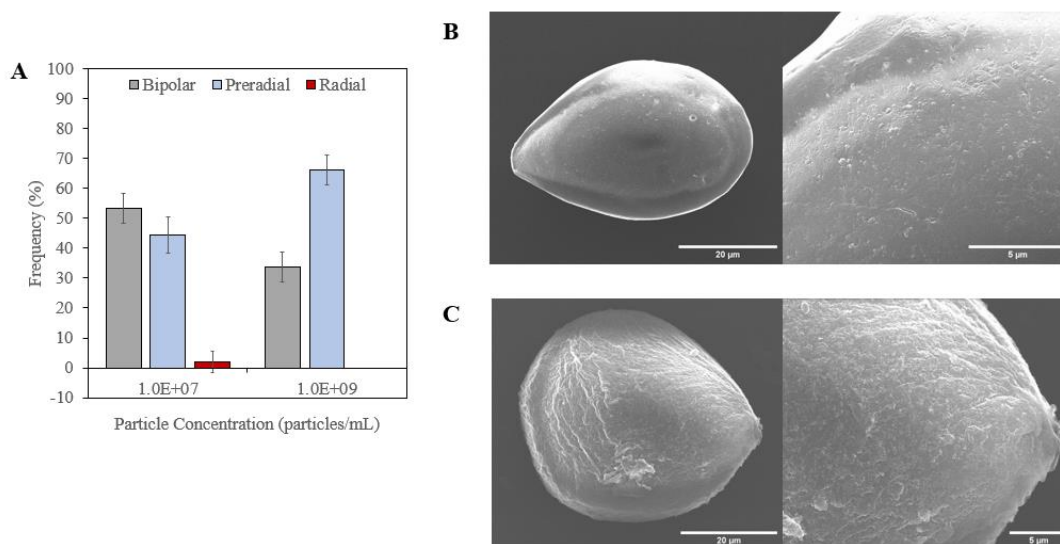 A
100
90
80
70
60
50
40
30
20
10
0
-10
Frequency (%)
Bipolar Preradial Radial
1.0E+07 1.0E+09
Particle Concentration (particles/mL)
B
20 µm 5 µm
C
20 µm 5 µm